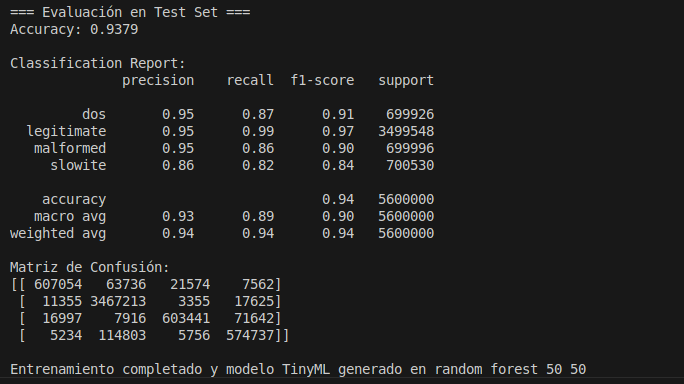 === Evaluación en Test Set ===
Accuracy: 0.9379
Classification Report:
precision recall f1-score support
dos 0.95 0.87 0.91 699926
legitimate 0.95 0.99 0.97 3499548
malformed 0.95 0.86 0.90 699996
slowite 0.86 0.82 0.84 700530
accuracy 0.94 5600000
macro avg 0.93 0.89 0.90 5600000
weighted avg 0.94 0.94 0.94 5600000
Matriz de Confusión:
[[ 607054 63736 21574 7562]
[ 11355 3467213 3355 17625]
[ 16997 7916 603441 71642]
[ 5234 114803 5756 574737]]
Entrenamiento completado y modelo TinyML generado en random forest 50 50